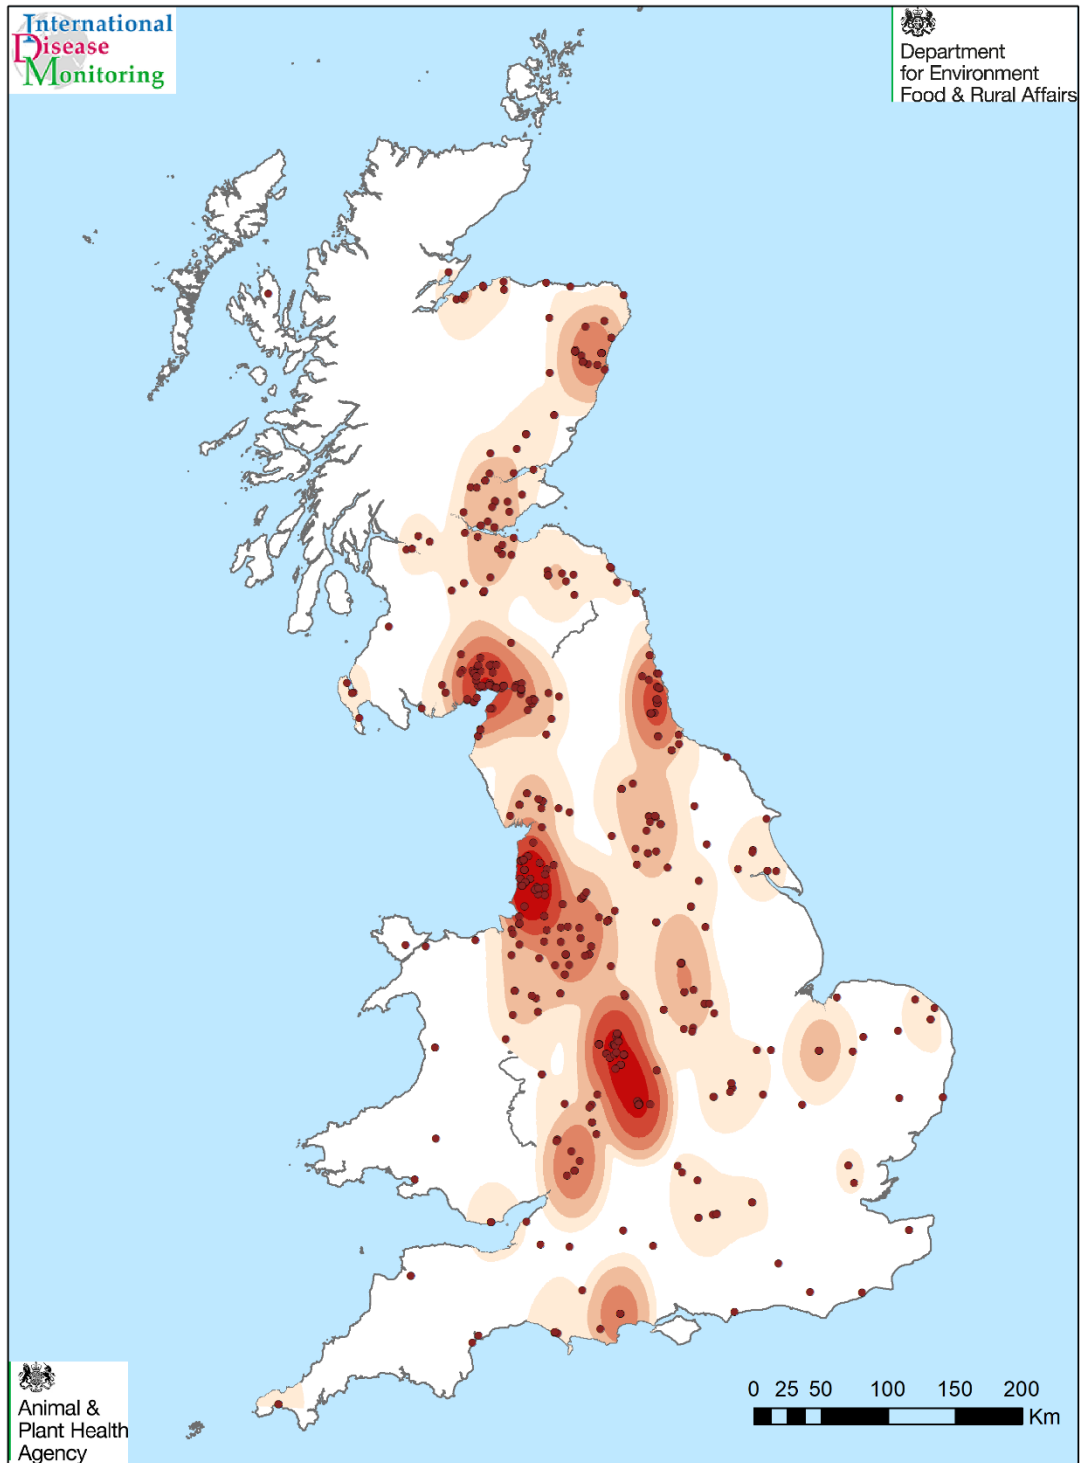 International
Disease
Monitoring
Department
for Environment
Food & Rural Affairs
0 25 50 100 150 200
Km
Animal &
Plant Health
Agency